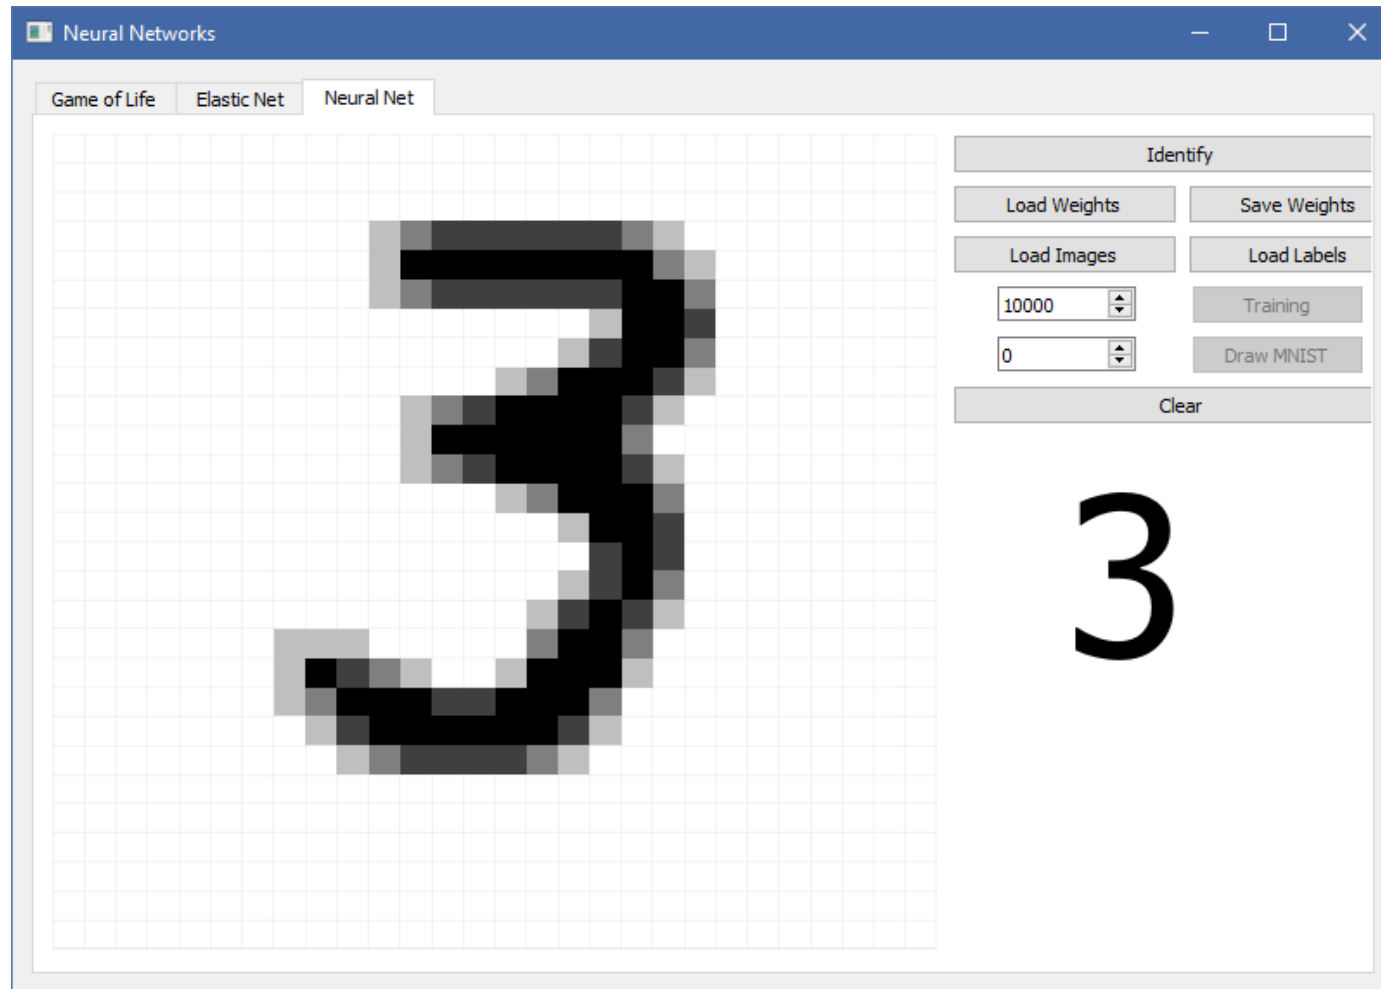 Neural Networks
Game of Life Elastic Net Neural Net
Identify
Load Weights Save Weights
Load Images Load Labels
10000 Training
0 Draw MNIST
Clear
3
3